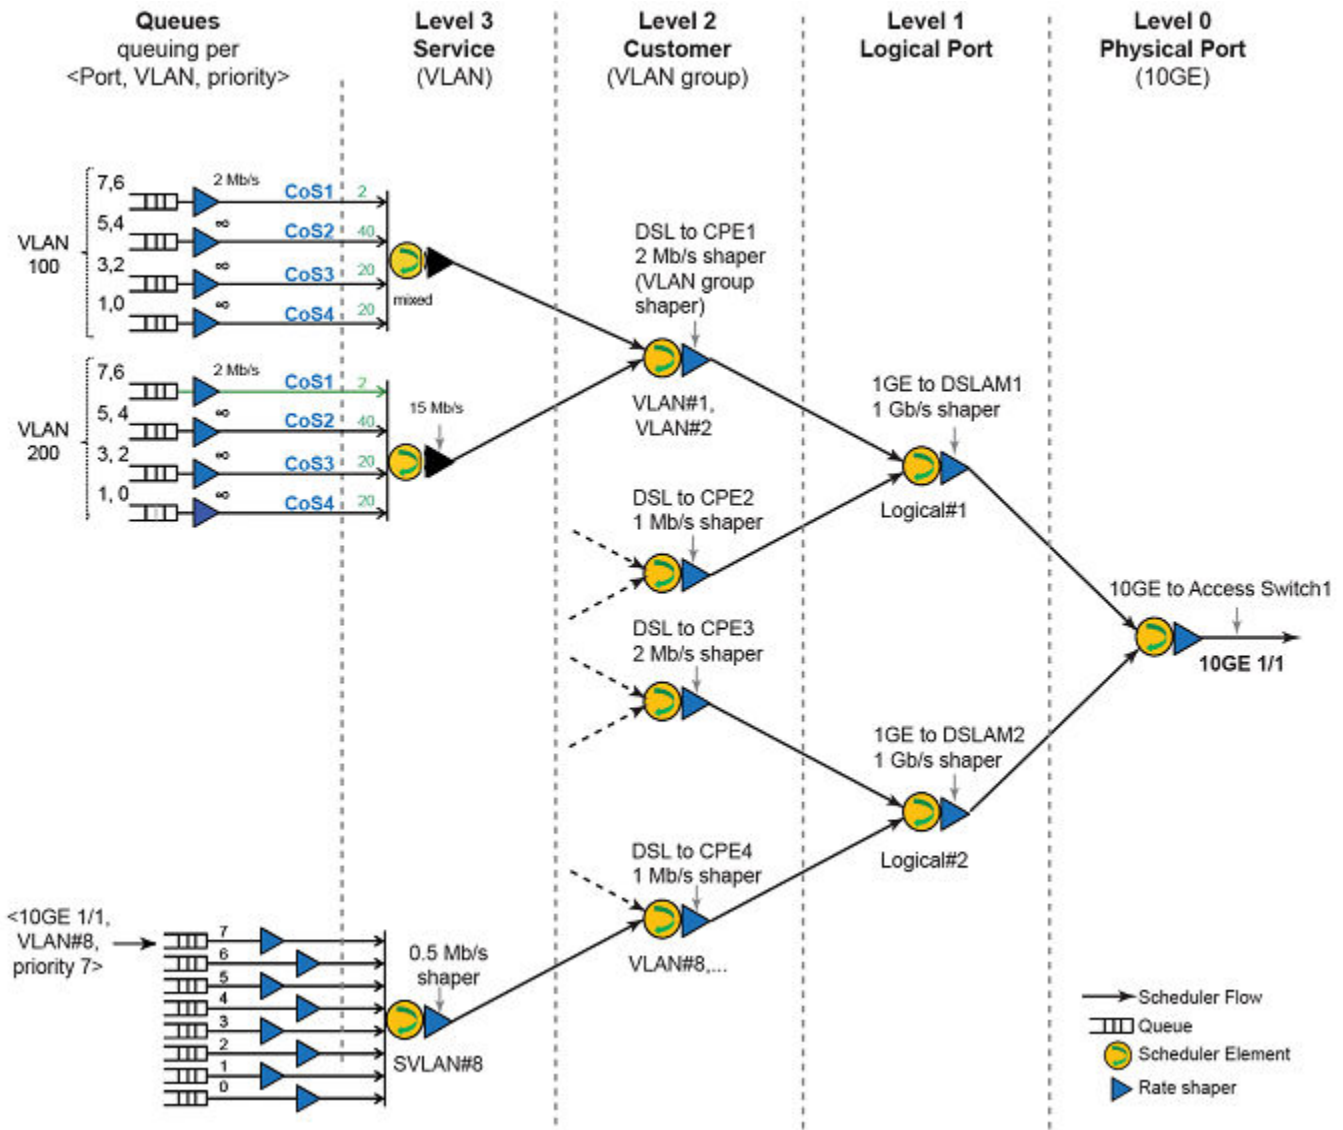 Queues
queuing per
<Port, VLAN, priority>
Level 3
Service
(VLAN)
Level 2
Customer
(VLAN group)
Level 1
Logical Port
Level 0
Physical Port
(10GE)
VLAN
100
7,6
2 Mb/s
CoS1
2
5,4
∞
CoS2
40
3,2
∞
CoS3
20
1,0
∞
CoS4
20
mixed
VLAN
200
7,6
2 Mb/s
CoS1
2
5, 4
∞
CoS2
40
3, 2
∞
CoS3
20
1, 0
∞
CoS4
20
15 Mb/s
DSL to CPE1
2 Mb/s shaper
(VLAN group
shaper)
VLAN#1,
VLAN#2
DSL to CPE2
1 Mb/s shaper
DSL to CPE3
2 Mb/s shaper
DSL to CPE4
1 Mb/s shaper
VLAN#8,...
1GE to DSLAM1
1 Gb/s shaper
Logical#1
1GE to DSLAM2
1 Gb/s shaper
Logical#2
10GE to Access Switch1
10GE 1/1
<10GE 1/1,
VLAN#8,
priority 7>
7
6
5
4
3
2
1
0
0.5 Mb/s
shaper
SVLAN#8
Scheduler Flow
Queue
Scheduler Element
Rate shaper